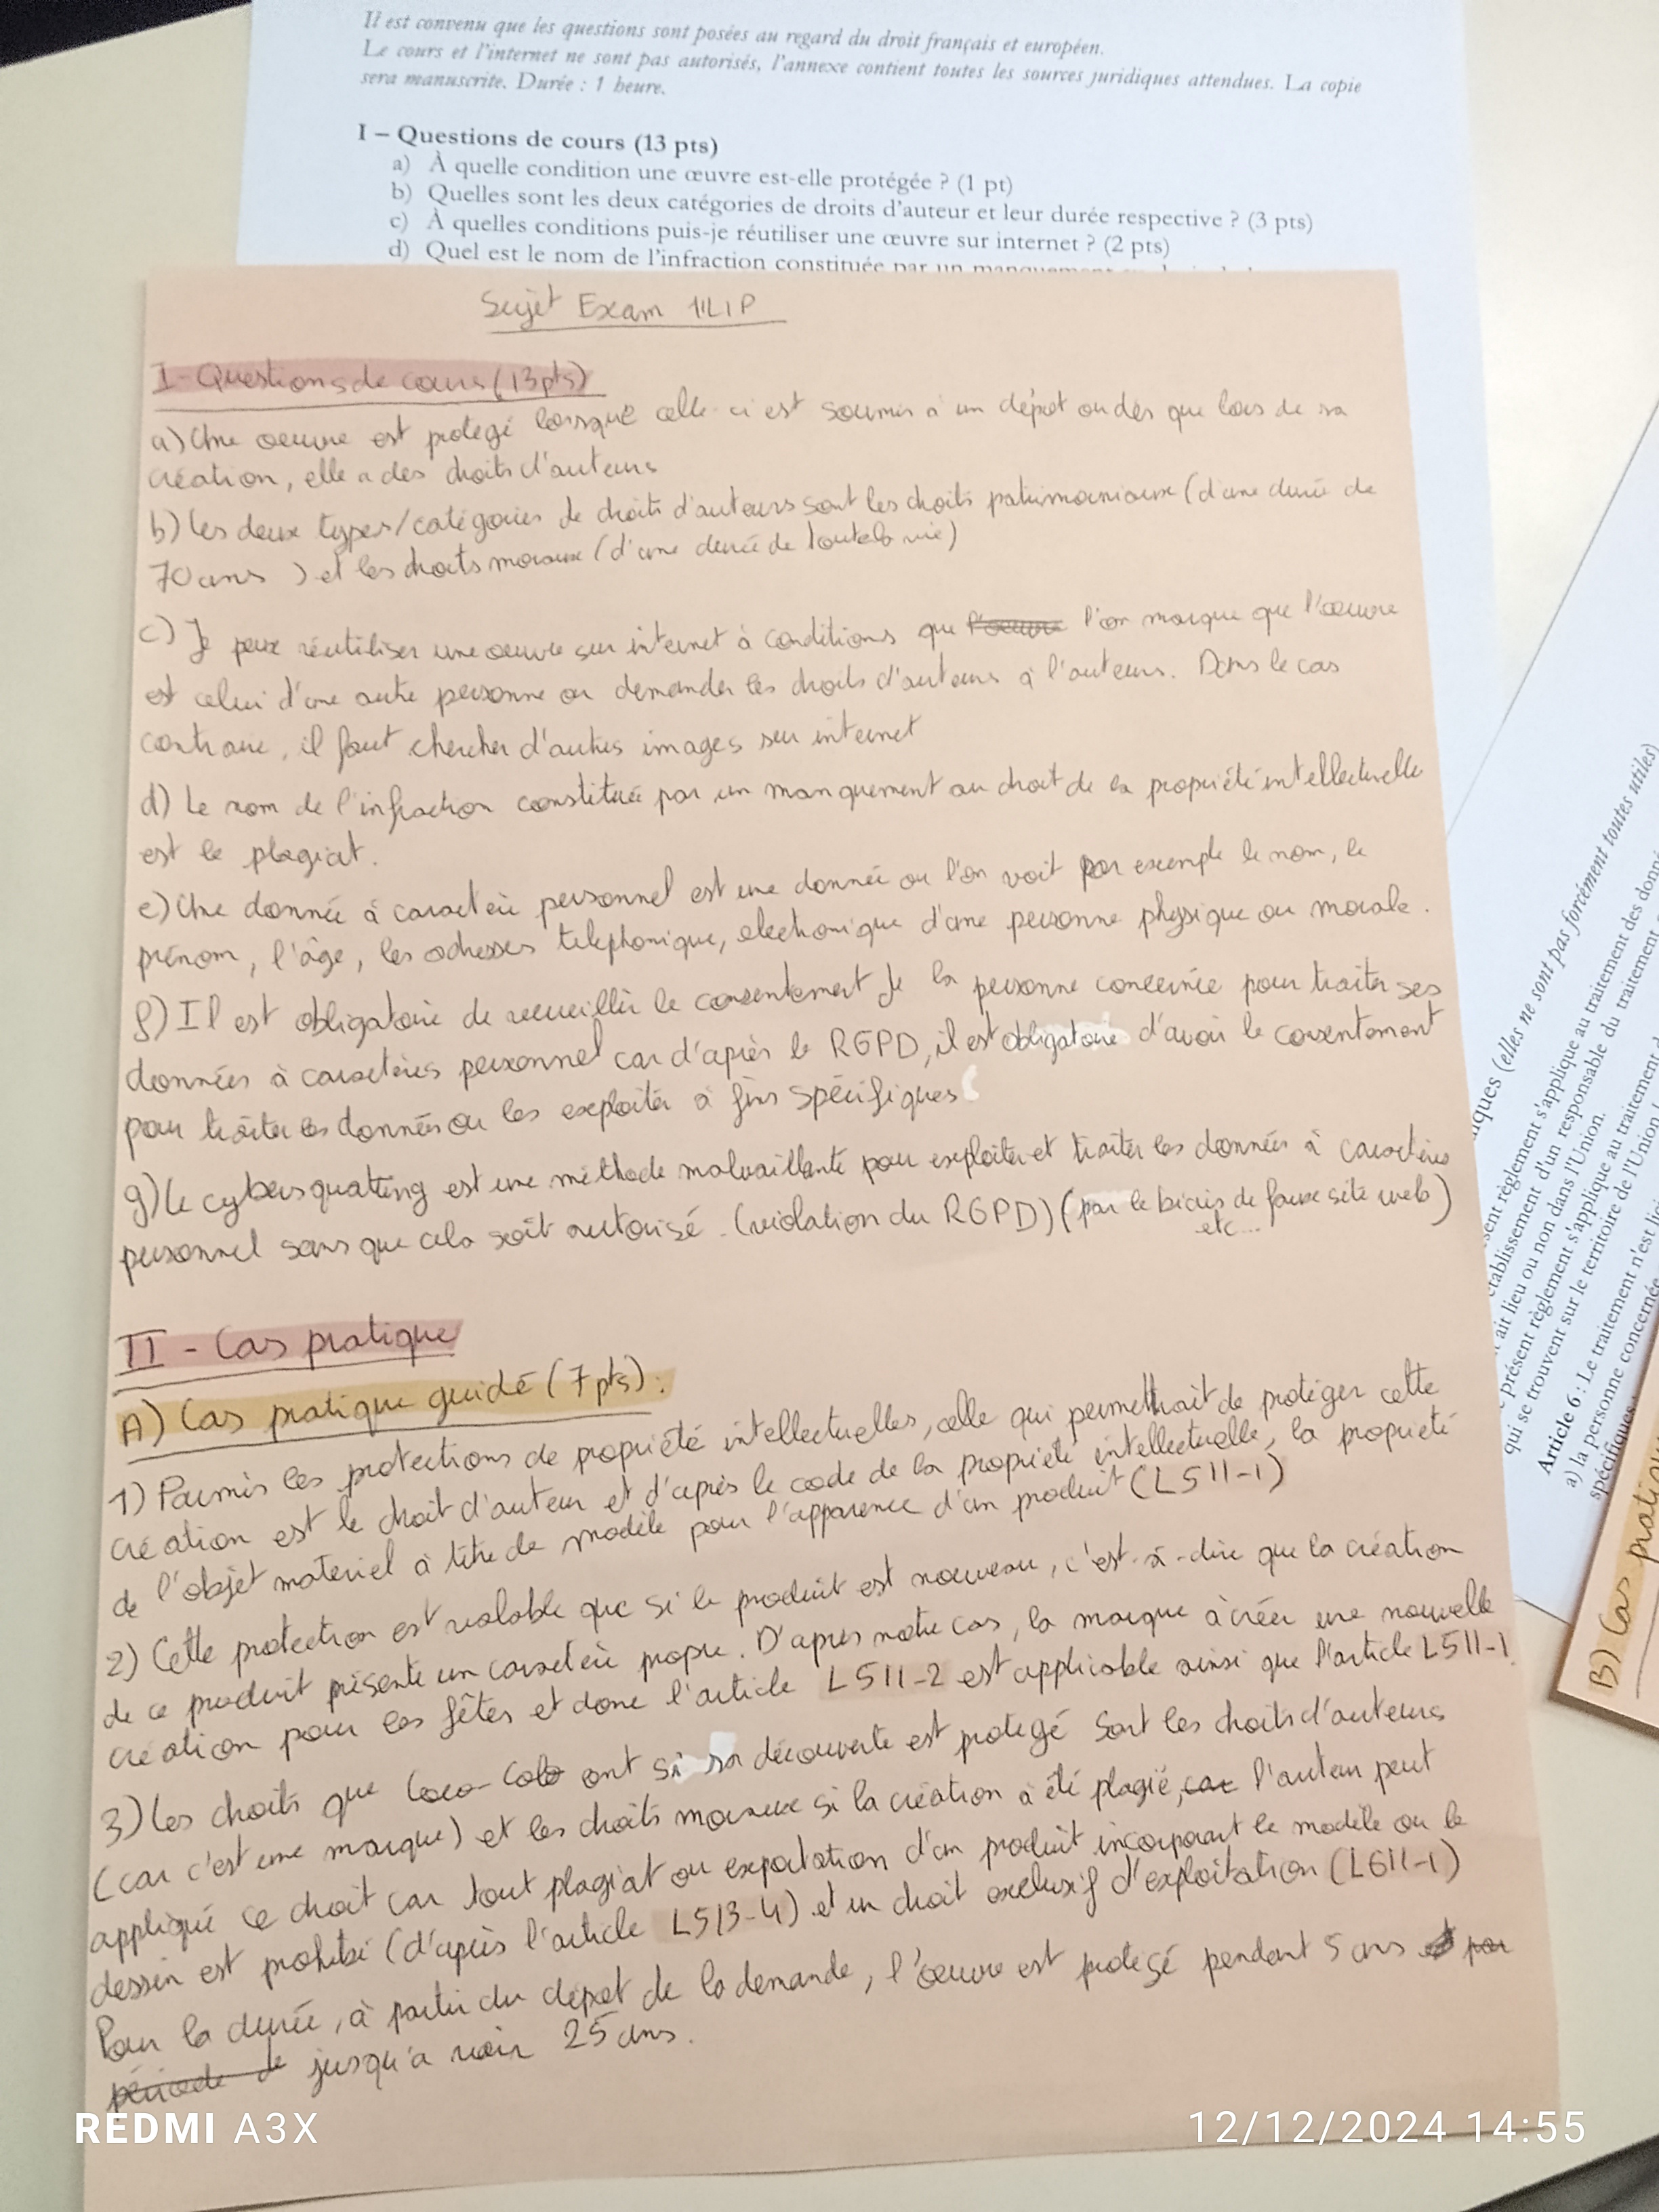 Il est convenu que les questions sont posées au regard du droit français et européen.
Le cours et l'internet ne sont pas autorisés, l'annexe contient toutes les sources juridiques attendues. La copie
sera manuscrite. Durée : 1 heure.
I – Questions de cours (13 pts)
a) À quelle condition une œuvre est-elle protégée ? (1 pt)
b) Quelles sont les deux catégories de droits d'auteur et leur durée respective ? (3 pts)
c) À quelles conditions puis-je réutiliser une œuvre sur internet ? (2 pts)
d) Quel est le nom de l'infraction constituée par un manquement
Sujet Exam
I - Questions de cours (13pts)
a) Une oeuvre est protegé lorsque celle-ci est soumis à un dépot ou dès que lors de sa
création, elle a des droits d'auteurs
b) les deux types/catégories de droits d'auteurs sont les droits patrimoniaux (d'une durée de
70 ans ) et les droits moraux (d'une durée de toute la vie)
c) Je peux réutiliser une oeuvre sur internet à conditions que l'oeuvre l'on marque que l'oeuvre
est celui d'une autre personne ou demander les droits d'auteurs à l'auteurs. Dans le cas
contraire, il faut chercher d'autres images sur internet
d) Le nom de l'infraction constituée par un manquement au droit de la propriété intellectuelle
est le plagiat.
e) Une donnée à caractère personnel est une donnée ou l'on voit par exemple le nom, le
prénom, l'âge, les adresses telephonique, electronique d'une personne physique ou morale.
f) Il est obligatoire de recueillir le consentement de la personne concernée pour traiter ses
données à caractères personnel car d'après le RGPD, il est obligatoire d'avoir le consentement
pour traiter les données ou les exploiter à fins spécifiques
g) Le cybersquatting est une méthode malvaillante pour exploiter et traiter les données à caractères
personnel sans que cela soit autorisé. (violation du RGPD) (par le biais de faux site web)
etc...
II - Cas pratique
A) Cas pratique guidé (7 pts) :
1) Parmis les protections de propriété intellectuelles, celle qui permettrait de protéger cette
création est le droit d'auteur et d'après le code de la propriété intellectuelle, la propriété
de l'objet materiel à titre de modèle pour l'apparence d'un produit (L511-1)
2) Cette protection est valable que si le produit est nouveau, c'est-à-dire que la création
de ce produit présente un caractère propre. D'apres notre cas, la marque à créer une nouvelle
création pour les fêtes et donc l'article L511-2 est applicable ainsi que l'article L511-1.
3) Les droits que Coca-Cola ont si sa découverte est protegé sont les droits d'auteurs
(car c'est une marque) et les droits moraux si la création à été plagié, car l'auteur peut
appliqué ce droit car tout plagiat ou exportation d'un produit incorporant le modèle ou le
dessin est prohibé (d'après l'article L513-4) et un droit exclusif d'exploitation (L611-1)
Pour la durée, à partir du dépot de la demande, l'oeuvre est protegé pendant 5 ans et par
période de jusqu'a voir 25 ans.
iques (elles ne sont pas forcément toutes utiles)
sent règlement s'applique au traitement des
établissement d'un responsable du traitement
ait lieu ou non dans l'Union.
présent règlement s'applique au traitement
qui se trouvent sur le territoire de l'Union
Article 6 : Le traitement n'est
a) la personne concernée
spécifiques
B) Cas pratique
REDMI A3X
12/12/2024 14:55